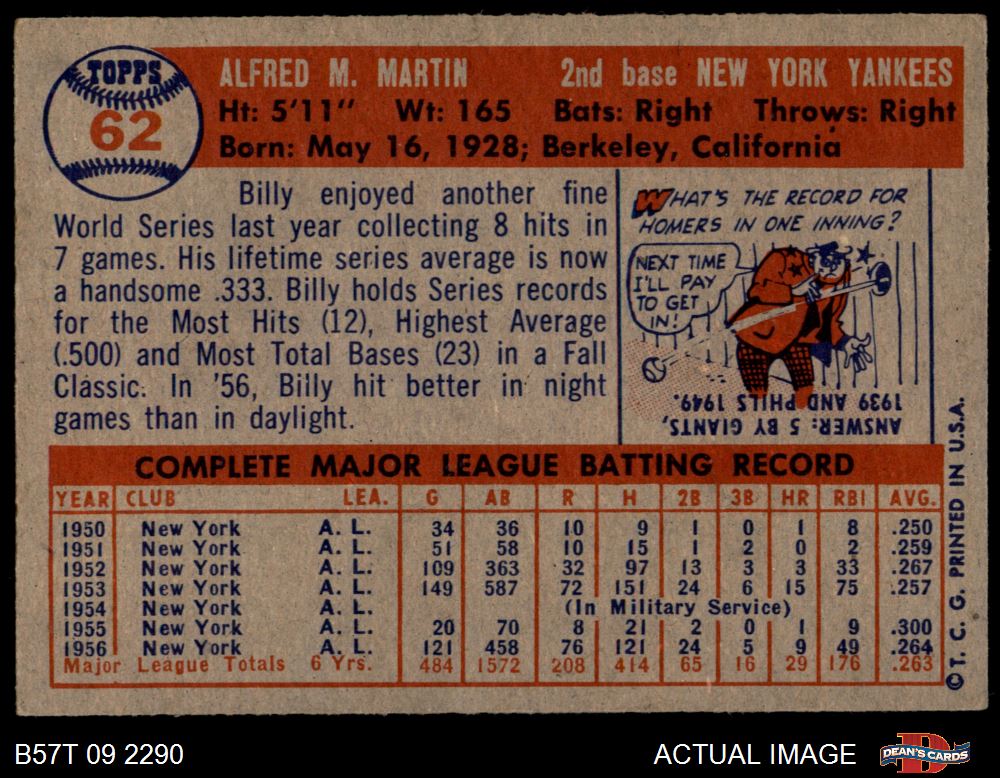 TOPPS
62
ALFRED M. MARTIN 2nd base NEW YORK YANKEES
Ht: 5'11" Wt: 165 Bats: Right Throws: Right
Born: May 16, 1928; Berkeley, California
Billy enjoyed another fine
World Series last year collecting 8 hits in
7 games. His lifetime series average is now
a handsome .333. Billy holds Series records
for the Most Hits (12), Highest Average
(.500) and Most Total Bases (23) in a Fall
Classic. In '56, Billy hit better in night
games than in daylight.
WHAT'S THE RECORD FOR
HOMERS IN ONE INNING?
NEXT TIME
I'LL PAY
TO GET
IN!
ANSWER: 5 BY GIANTS,
1939 AND PHILS 1949.
COMPLETE MAJOR LEAGUE BATTING RECORD
YEAR CLUB LEA. G AB R H 2B 3B HR RBI AVG.
1950 New York A. L. 34 36 10 9 1 0 1 8 .250
1951 New York A. L. 51 58 10 15 1 2 0 2 .259
1952 New York A. L. 109 363 32 97 13 3 3 33 .267
1953 New York A. L. 149 587 72 151 24 6 15 75 .257
1954 New York A. L. (In Military Service)
1955 New York A. L. 20 70 8 21 2 0 1 9 .300
1956 New York A. L. 121 458 76 121 24 5 9 49 .264
Major League Totals 6 Yrs. 484 1572 208 414 65 16 29 176 .263
©T. C. G. PRINTED IN U.S.A.
B57T 09 2290 ACTUAL IMAGE
DEAN'S CARDS